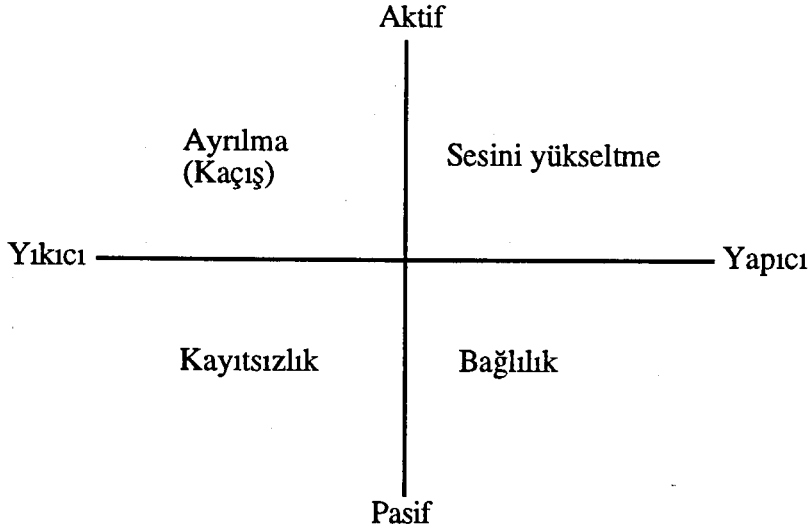 Aktif
Ayrılma
(Kaçış)
Sesini yükseltme
Yıkıcı
Yapıcı
Kayıtsızlık
Bağlılık
Pasif